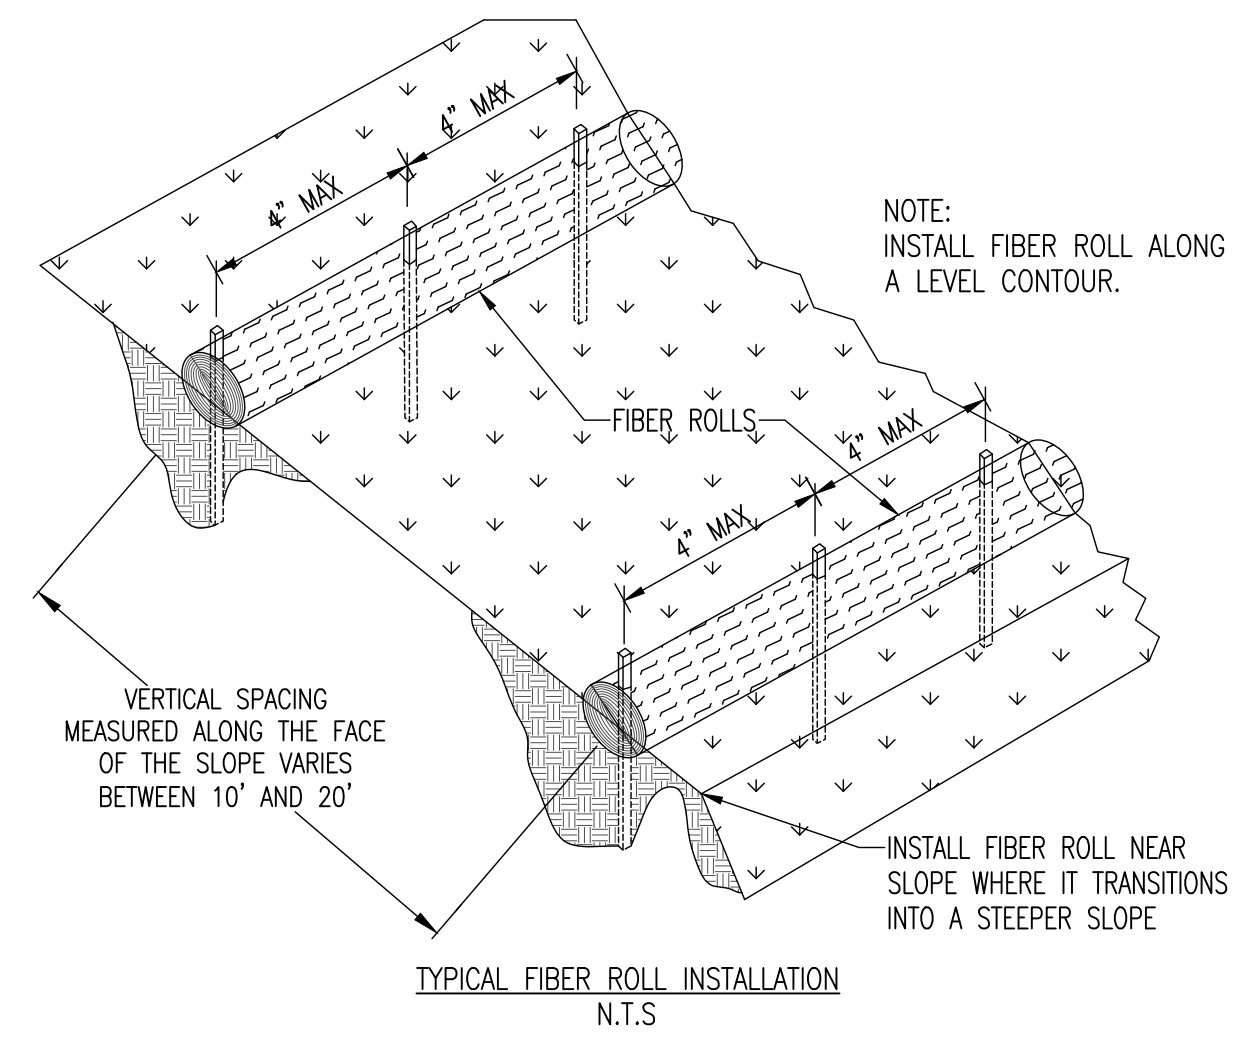 4" MAX
4" MAX
NOTE:
INSTALL FIBER ROLL ALONG
A LEVEL CONTOUR.
FIBER ROLLS
4" MAX
4" MAX
VERTICAL SPACING
MEASURED ALONG THE FACE
OF THE SLOPE VARIES
BETWEEN 10' AND 20'
INSTALL FIBER ROLL NEAR
SLOPE WHERE IT TRANSITIONS
INTO A STEEPER SLOPE
TYPICAL FIBER ROLL INSTALLATION
N.T.S